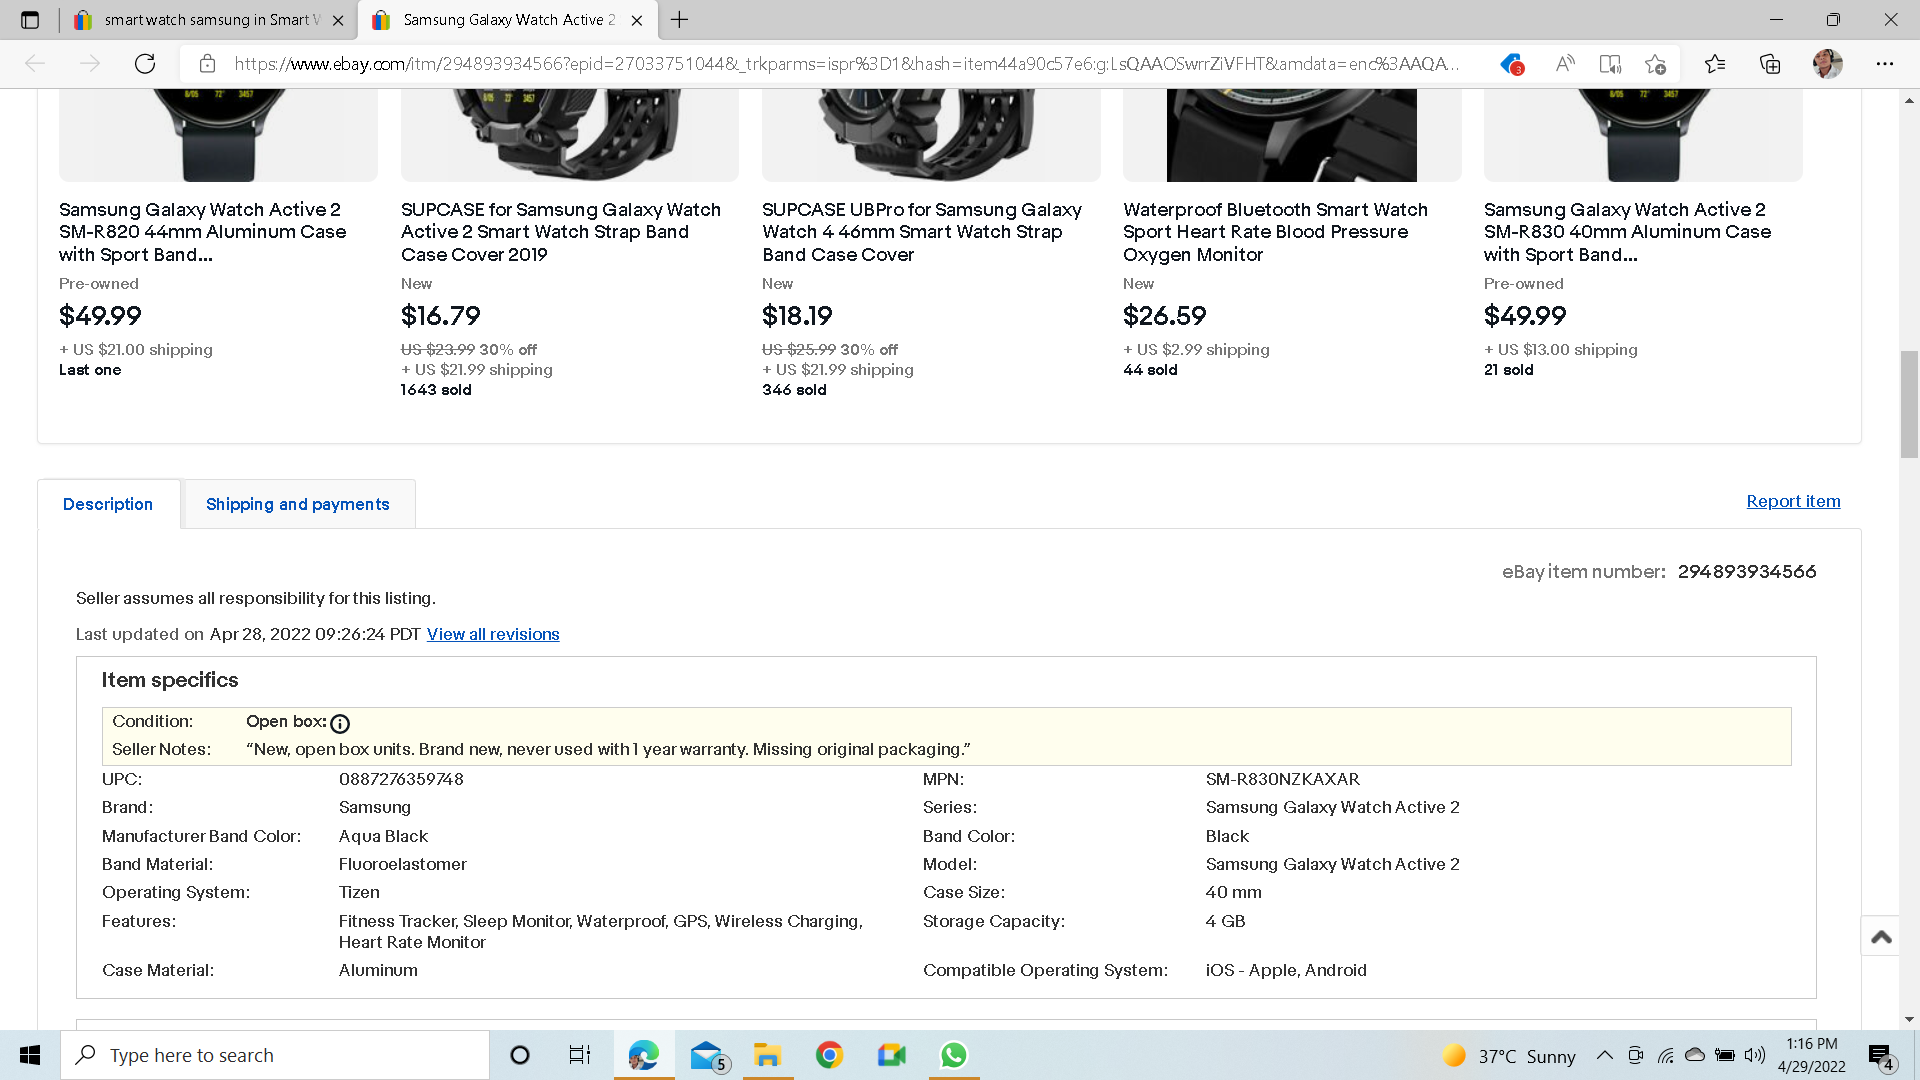 smart watch samsung in Smart W
Samsung Galaxy Watch Active 2
https://www.ebay.com/itm/294893934566?epid=27033751044&_trkparms=ispr%3D1&hash=item44a90c57e6:g:LsQAAOSwrrZiVFHT&amdata=enc%3AAQA...
3
Samsung Galaxy Watch Active 2
SM-R820 44mm Aluminum Case
with Sport Band...
Pre-owned
$49.99
+ US $21.00 shipping
Last one
SUPCASE for Samsung Galaxy Watch
Active 2 Smart Watch Strap Band
Case Cover 2019
New
$16.79
US $23.99 30% off
+ US $21.99 shipping
1643 sold
SUPCASE UBPro for Samsung Galaxy
Watch 4 46mm Smart Watch Strap
Band Case Cover
New
$18.19
US $25.99 30% off
+ US $21.99 shipping
346 sold
Waterproof Bluetooth Smart Watch
Sport Heart Rate Blood Pressure
Oxygen Monitor
New
$26.59
+ US $2.99 shipping
44 sold
Samsung Galaxy Watch Active 2
SM-R830 40mm Aluminum Case
with Sport Band...
Pre-owned
$49.99
+ US $13.00 shipping
21 sold
Description
Shipping and payments
Report item
eBay item number: 294893934566
Seller assumes all responsibility for this listing.
Last updated on Apr 28, 2022 09:26:24 PDT View all revisions
Item specifics
Condition: Open box:
Seller Notes: “New, open box units. Brand new, never used with 1 year warranty. Missing original packaging.”
UPC: 0887276359748 MPN: SM-R830NZKAXAR
Brand: Samsung Series: Samsung Galaxy Watch Active 2
Manufacturer Band Color: Aqua Black Band Color: Black
Band Material: Fluoroelastomer Model: Samsung Galaxy Watch Active 2
Operating System: Tizen Case Size: 40 mm
Features: Fitness Tracker, Sleep Monitor, Waterproof, GPS, Wireless Charging, Storage Capacity: 4 GB
Heart Rate Monitor
Case Material: Aluminum Compatible Operating System: iOS - Apple, Android
Type here to search
5
37°C Sunny
1:16 PM
4/29/2022
4